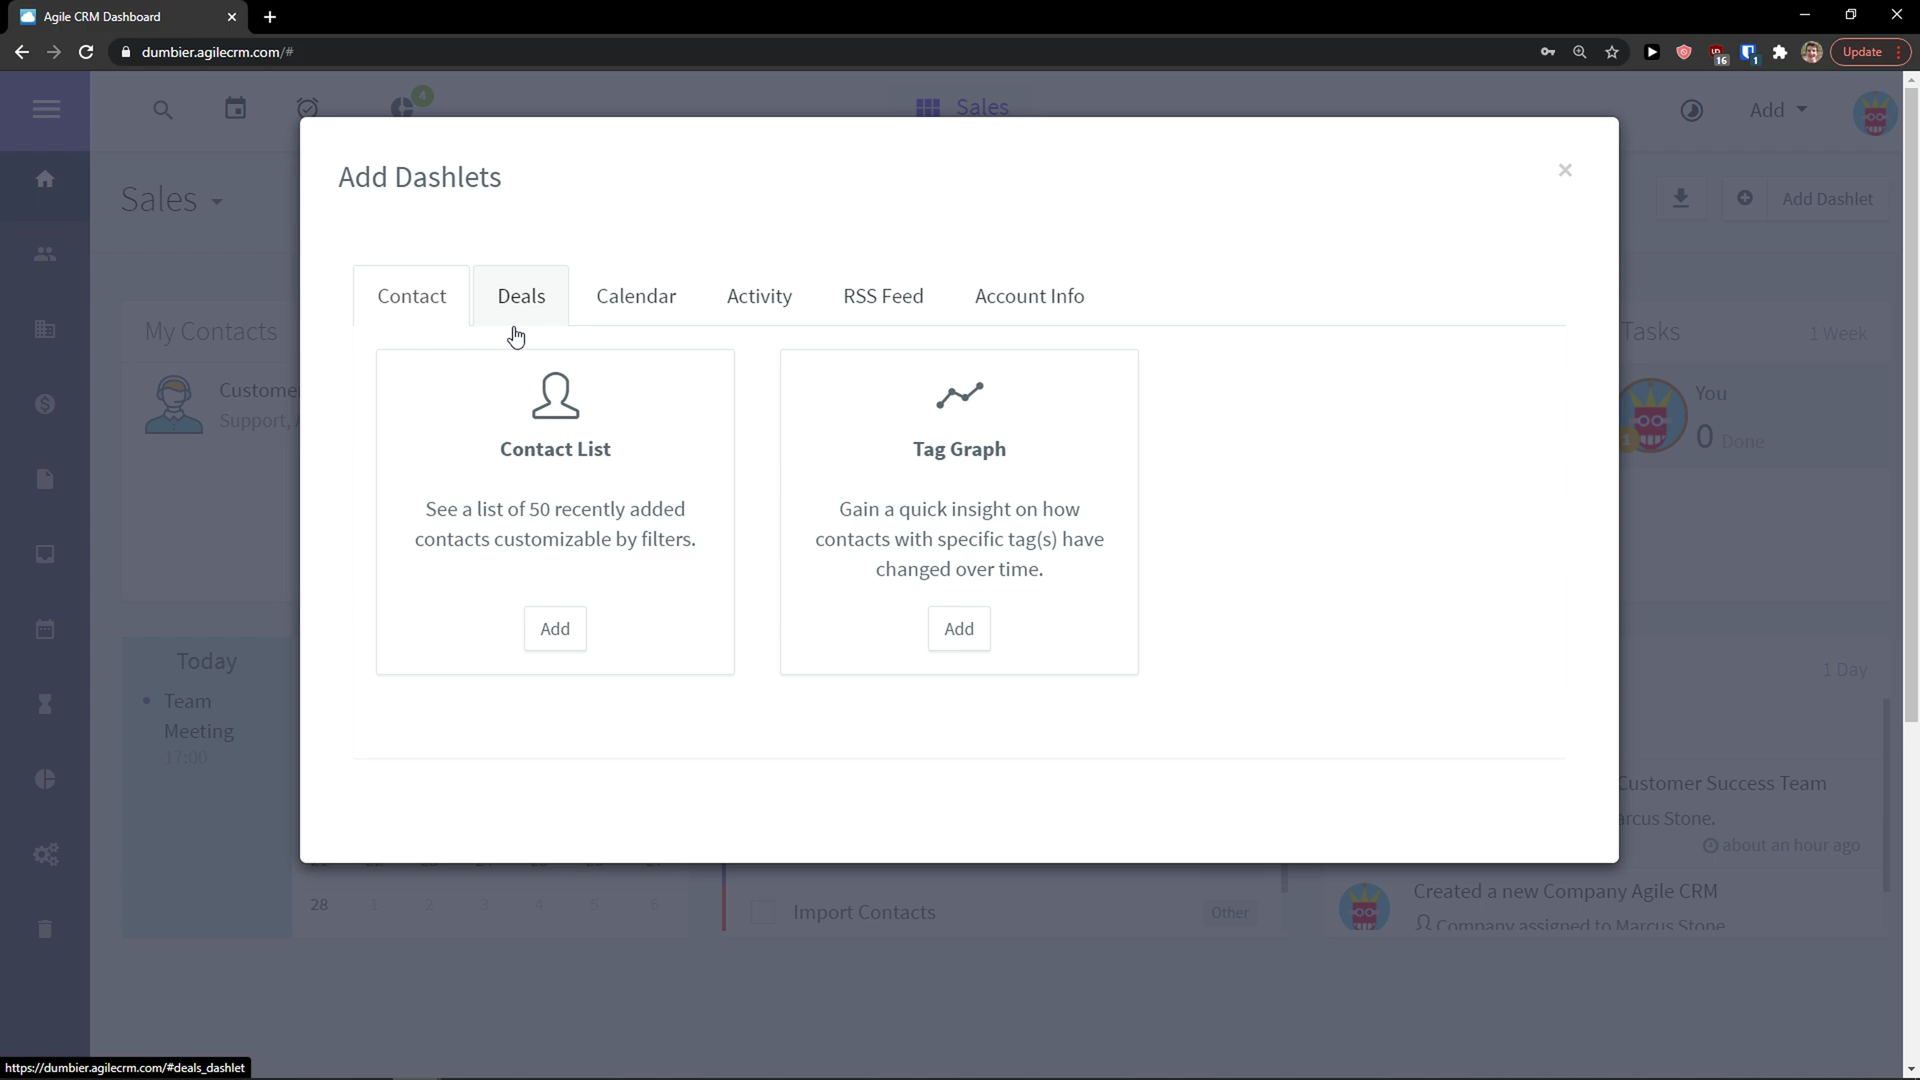 Agile CRM Dashboard
dumbier.agilecrm.com/#
16
1
Update
4
Sales
Add
Sales
Add Dashlet
Add Dashlets
Contact
Deals
Calendar
Activity
RSS Feed
Account Info
My Contacts
Tasks
1 Week
Custome
Support,
You
1
0 Done
Contact List
See a list of 50 recently added
contacts customizable by filters.
Add
Tag Graph
Gain a quick insight on how
contacts with specific tag(s) have
changed over time.
Add
Today
Team
Meeting
17:00
1 Day
Customer Success Team
arcus Stone.
about an hour ago
28 1 2 3 4 5 6
Import Contacts
Other
Created a new Company Agile CRM
Company assigned to Marcus Stone
https://dumbier.agilecrm.com/#deals_dashlet